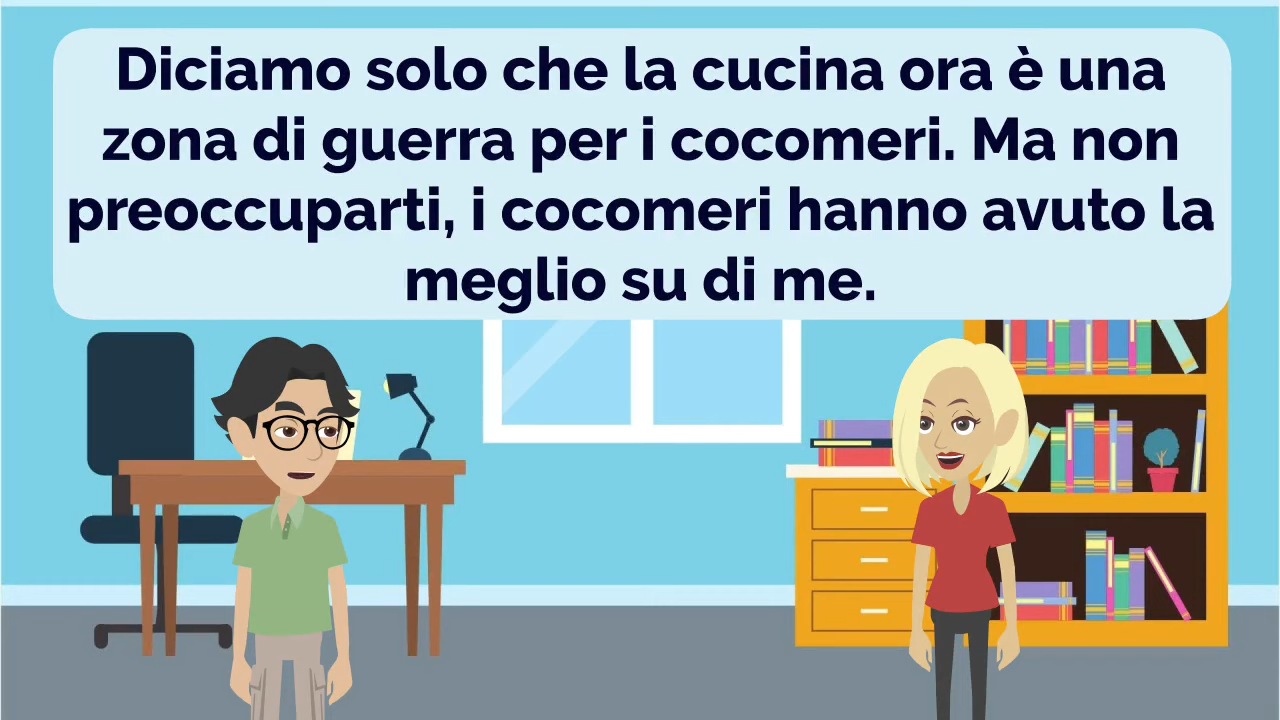 Diciamo solo che la cucina ora è una
zona di guerra per i cocomeri. Ma non
preoccuparti, i cocomeri hanno avuto la
meglio su di me.